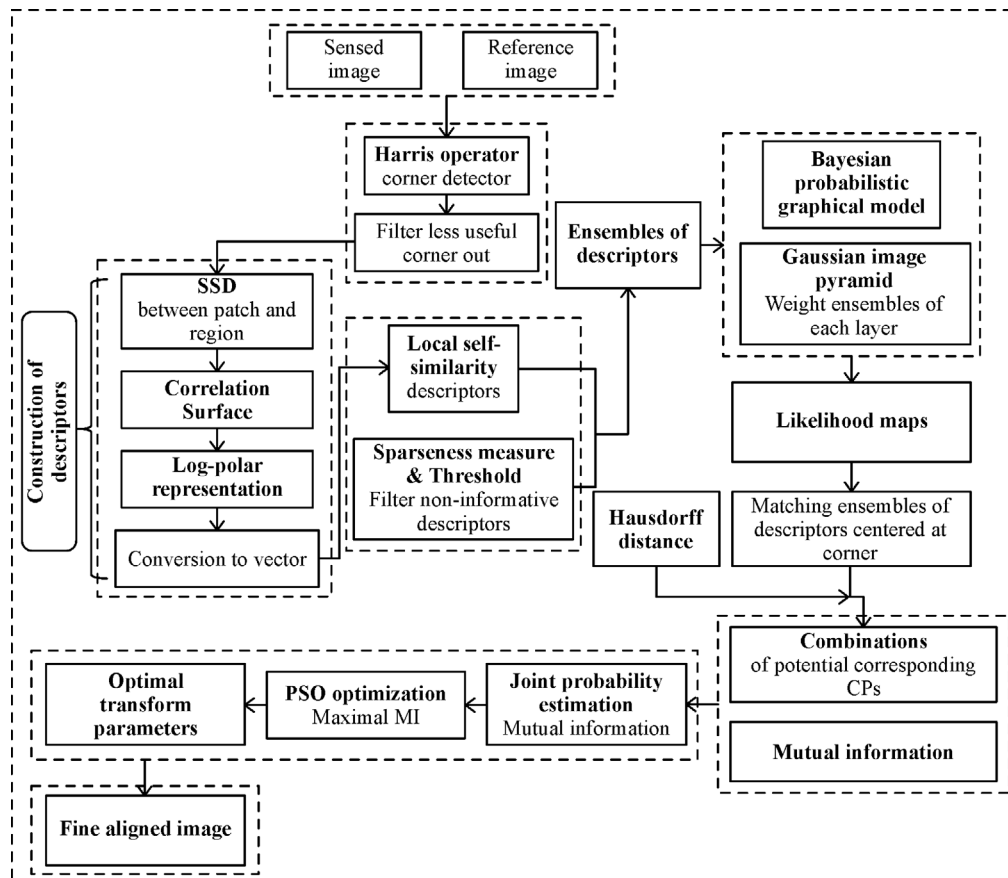 Sensed
image
Reference
image
Harris operator
corner detector
Filter less useful
corner out
Construction of
descriptors
SSD
between patch and
region
Correlation
Surface
Log-polar
representation
Conversion to vector
Local self-
similarity
descriptors
Sparseness measure
& Threshold
Filter non-informative
descriptors
Ensembles of
descriptors
Bayesian
probabilistic
graphical model
Gaussian image
pyramid
Weight ensembles of
each layer
Likelihood maps
Hausdorff
distance
Matching ensembles
of descriptors centered at
corner
Combinations
of potential corresponding
CPs
Mutual information
Joint probability
estimation
Mutual information
PSO optimization
Maximal MI
Optimal
transform
parameters
Fine aligned image